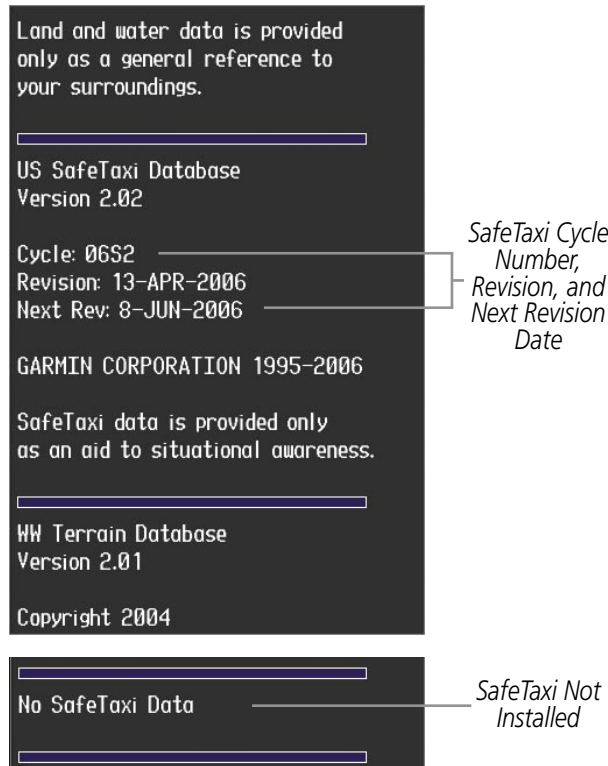 Land and water data is provided
only as a general reference to
your surroundings.
US SafeTaxi Database
Version 2.02
Cycle: 06S2
Revision: 13-APR-2006
Next Rev: 8-JUN-2006
SafeTaxi Cycle
Number,
Revision, and
Next Revision
Date
GARMIN CORPORATION 1995-2006
SafeTaxi data is provided only
as an aid to situational awareness.
WW Terrain Database
Version 2.01
Copyright 2004
No SafeTaxi Data
SafeTaxi Not
Installed